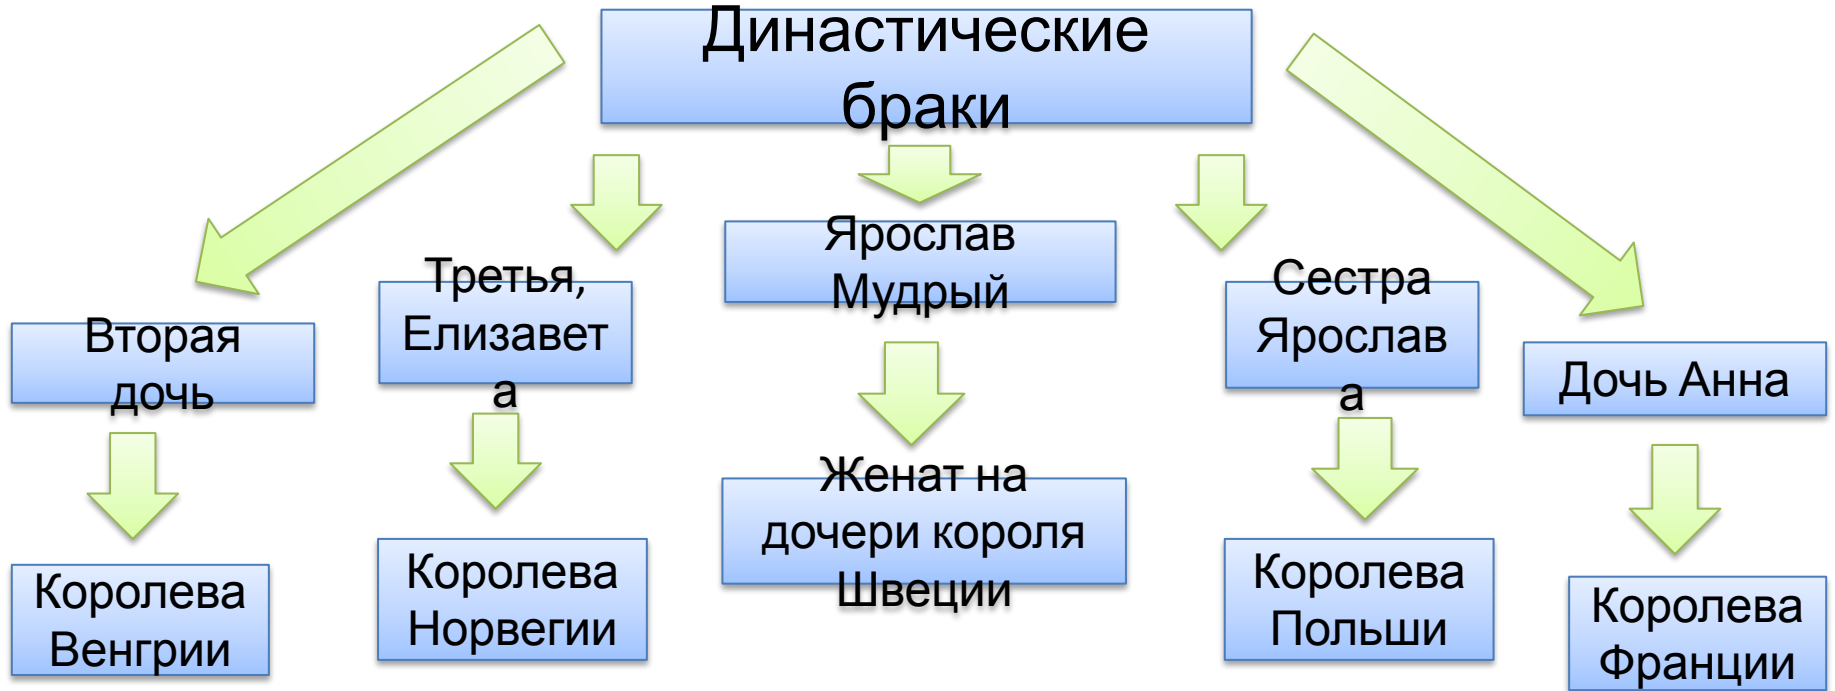 Династические
браки
Вторая
дочь
Третья,
Елизавет
а
Ярослав
Мудрый
Сестра
Ярослав
а
Дочь Анна
Королева
Венгрии
Королева
Норвегии
Женат на
дочери короля
Швеции
Королева
Польши
Королева
Франции